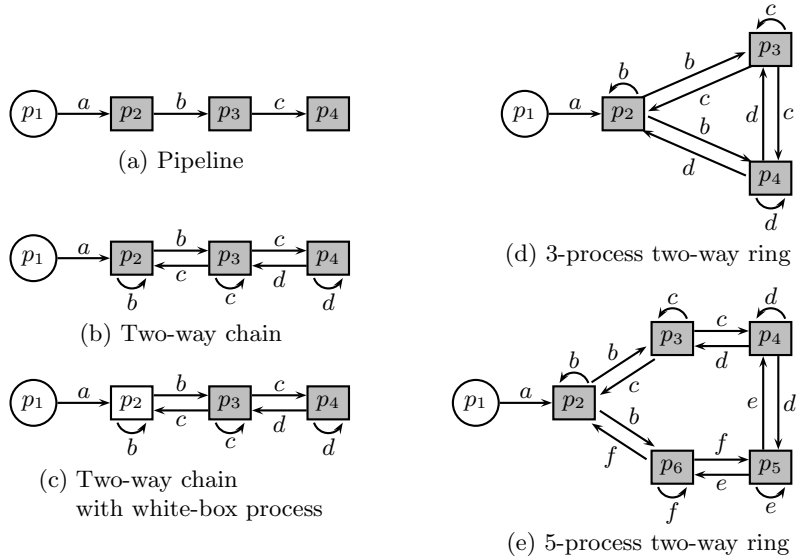 p1 a p2 b p3 c p4
(a) Pipeline
p1 a p2 b p3 c p4
c d
b c d
(b) Two-way chain
p1 a p2 b p3 c p4
c d
b c d
(c) Two-way chain
with white-box process
c
p3
b
b c
p1 a p2 d c
b
d p4
d
(d) 3-process two-way ring
c d
p3 c p4
b d
b c
p1 a p2 e d
b
f f
p6 e p5
f e
(e) 5-process two-way ring